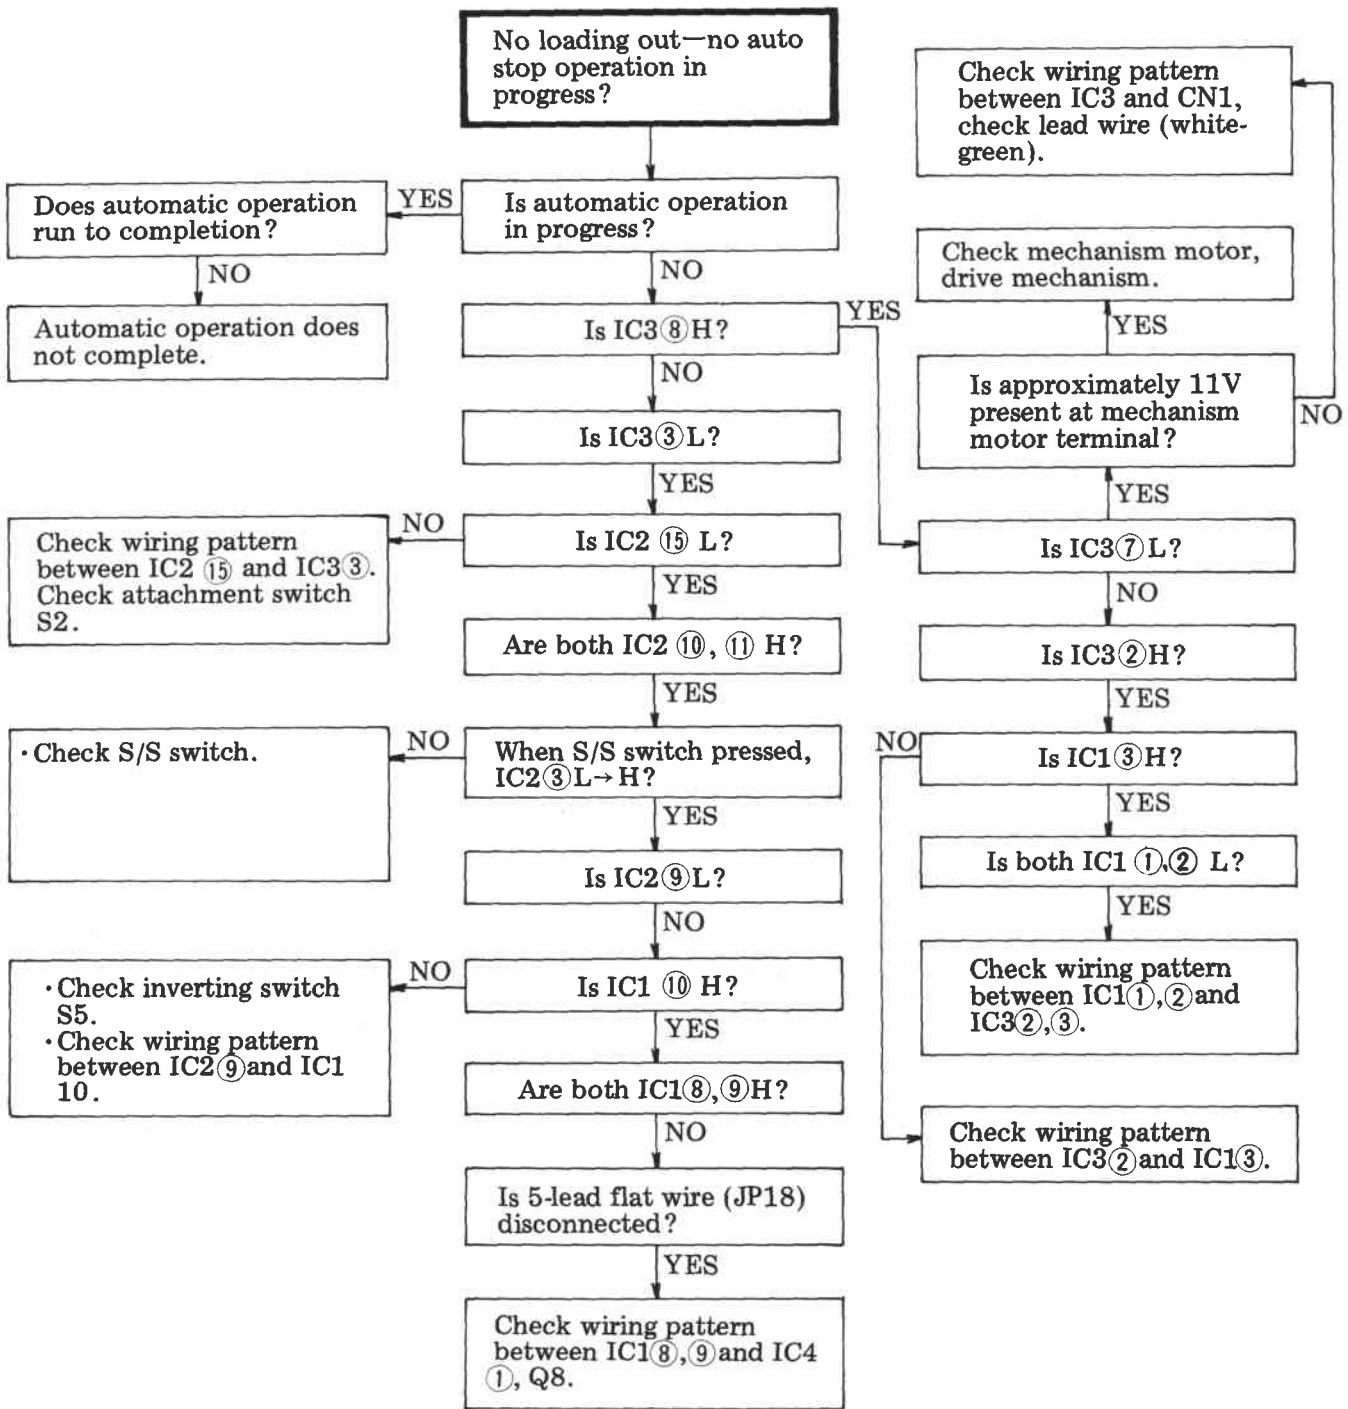 No loading out—no auto
stop operation in
progress?
Check wiring pattern
between IC3 and CN1,
check lead wire (white-
green).
Does automatic operation
run to completion?
YES
Is automatic operation
in progress?
NO
NO
Check mechanism motor,
drive mechanism.
Automatic operation does
not complete.
Is IC3⑧H?
YES
YES
NO
Is approximately 11V
present at mechanism
motor terminal?
NO
Is IC3③L?
YES
YES
Check wiring pattern
between IC2 ⑮ and IC3③.
Check attachment switch
S2.
NO
Is IC2 ⑮ L?
Is IC3⑦L?
YES
NO
Are both IC2 ⑩, ⑪ H?
Is IC3②H?
YES
YES
· Check S/S switch.
NO
When S/S switch pressed,
IC2③L→H?
NO
Is IC1③H?
YES
YES
Is IC2⑨L?
Is both IC1 ①,② L?
NO
YES
· Check inverting switch
S5.
· Check wiring pattern
between IC2⑨and IC1
10.
NO
Is IC1 ⑩ H?
Check wiring pattern
between IC1①,②and
IC3②,③.
YES
Are both IC1⑧,⑨H?
NO
Check wiring pattern
between IC3②and IC1③.
Is 5-lead flat wire (JP18)
disconnected?
YES
Check wiring pattern
between IC1⑧,⑨and IC4
①, Q8.